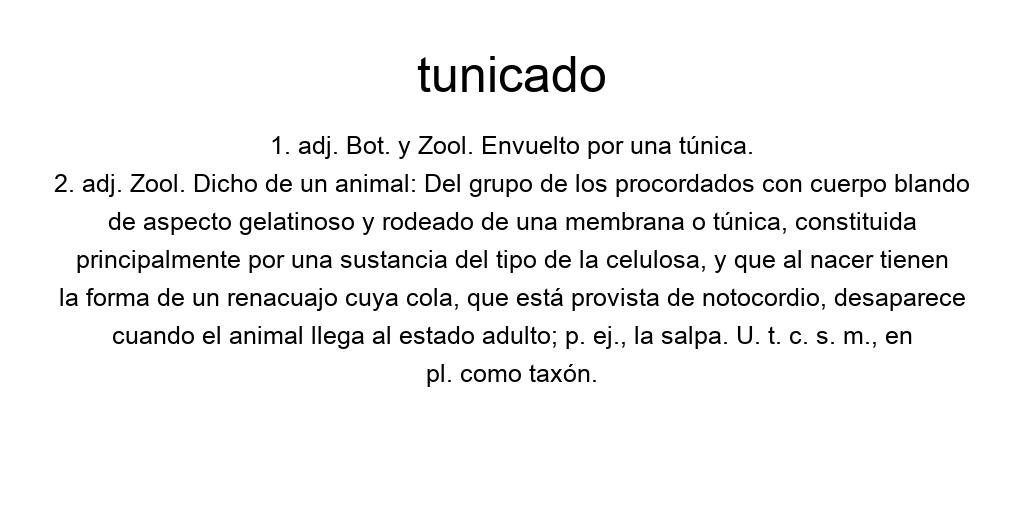 tunicado
1. adj. Bot. y Zool. Envuelto por una túnica.
2. adj. Zool. Dicho de un animal: Del grupo de los procordados con cuerpo blando
de aspecto gelatinoso y rodeado de una membrana o túnica, constituida
principalmente por una sustancia del tipo de la celulosa, y que al nacer tienen
la forma de un renacuajo cuya cola, que está provista de notocordio, desaparece
cuando el animal llega al estado adulto; p. ej., la salpa. U. t. c. s. m., en
pl. como taxón.